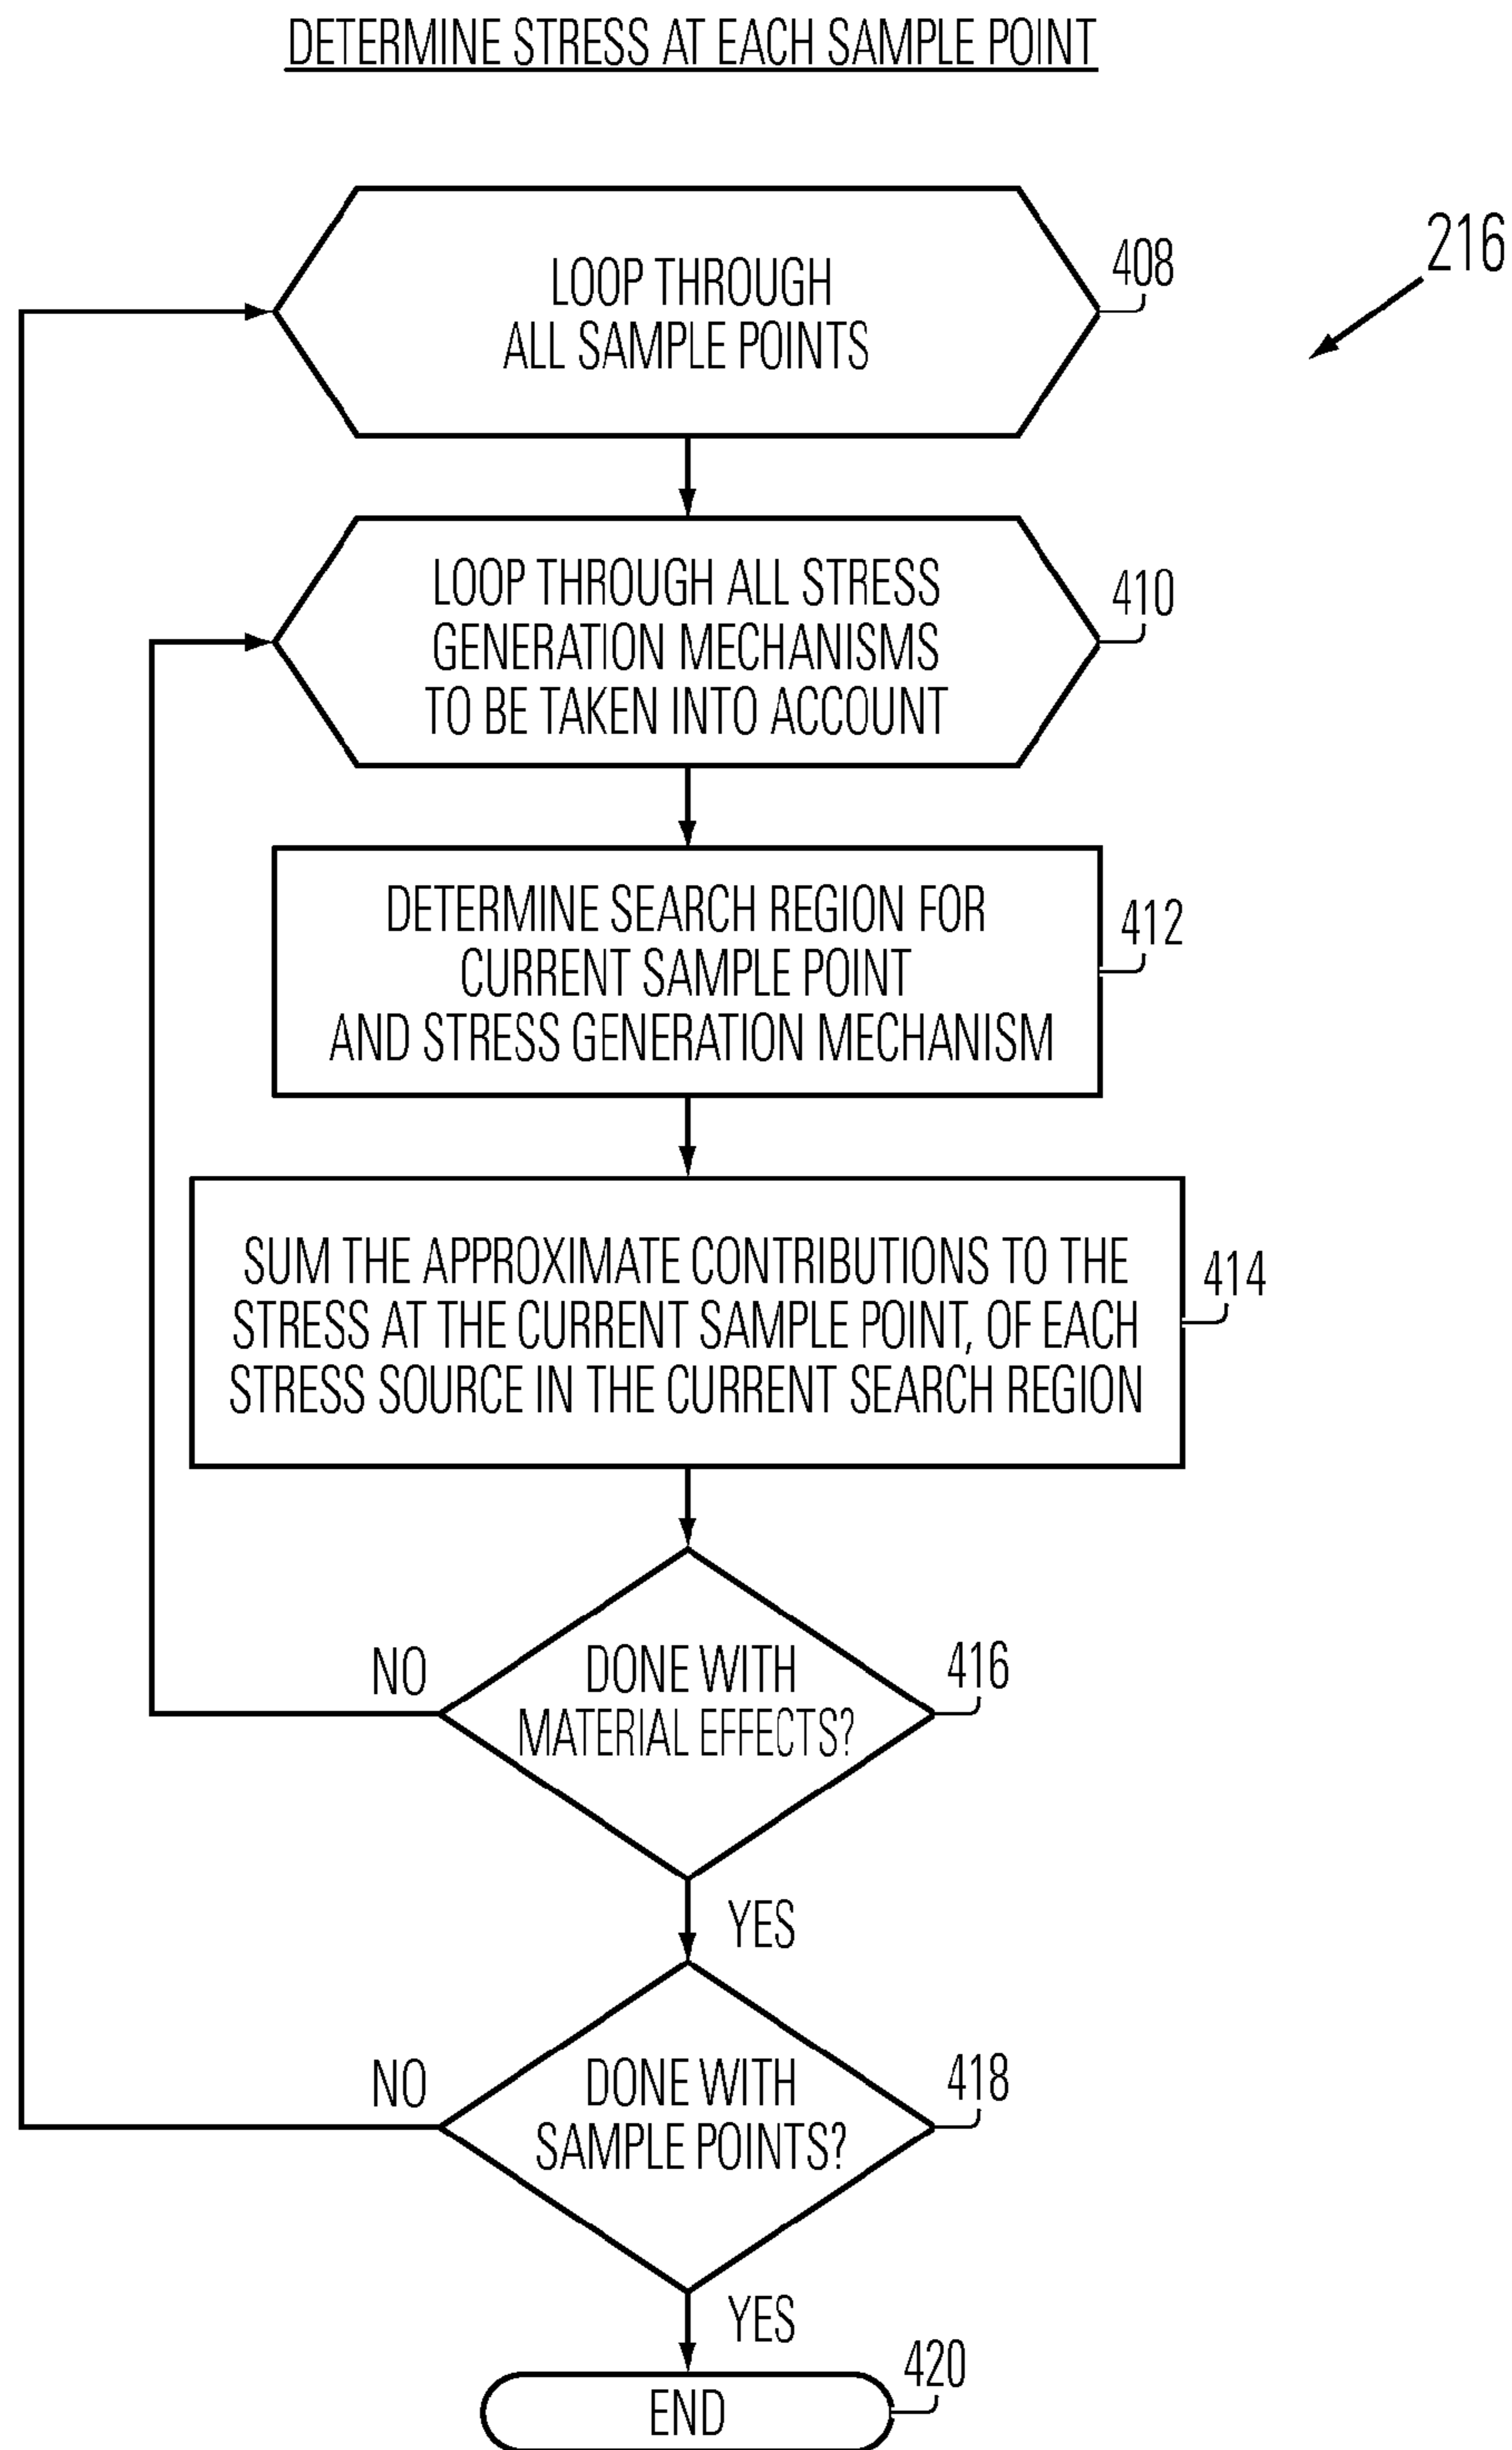 DETERMINE STRESS AT EACH SAMPLE POINT
216
LOOP THROUGH
ALL SAMPLE POINTS
408
LOOP THROUGH ALL STRESS
GENERATION MECHANISMS
TO BE TAKEN INTO ACCOUNT
410
DETERMINE SEARCH REGION FOR
CURRENT SAMPLE POINT
AND STRESS GENERATION MECHANISM
412
SUM THE APPROXIMATE CONTRIBUTIONS TO THE
STRESS AT THE CURRENT SAMPLE POINT, OF EACH
STRESS SOURCE IN THE CURRENT SEARCH REGION
414
NO
DONE WITH
MATERIAL EFFECTS?
416
YES
NO
DONE WITH
SAMPLE POINTS?
418
YES
END
420